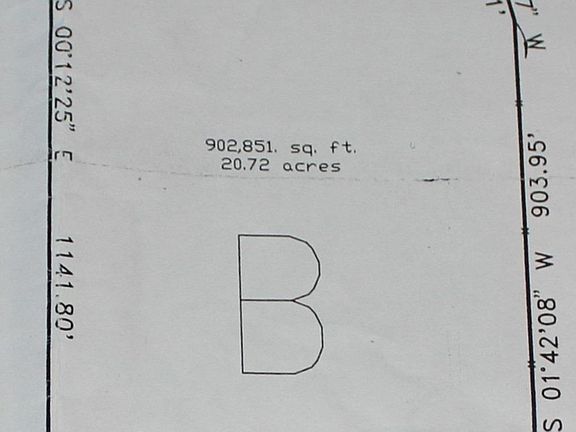 S 00°12'25" E 1141.80'
902,851. sq. ft.
20.72 acres
B
S 01°42'08" W 903.95'
W